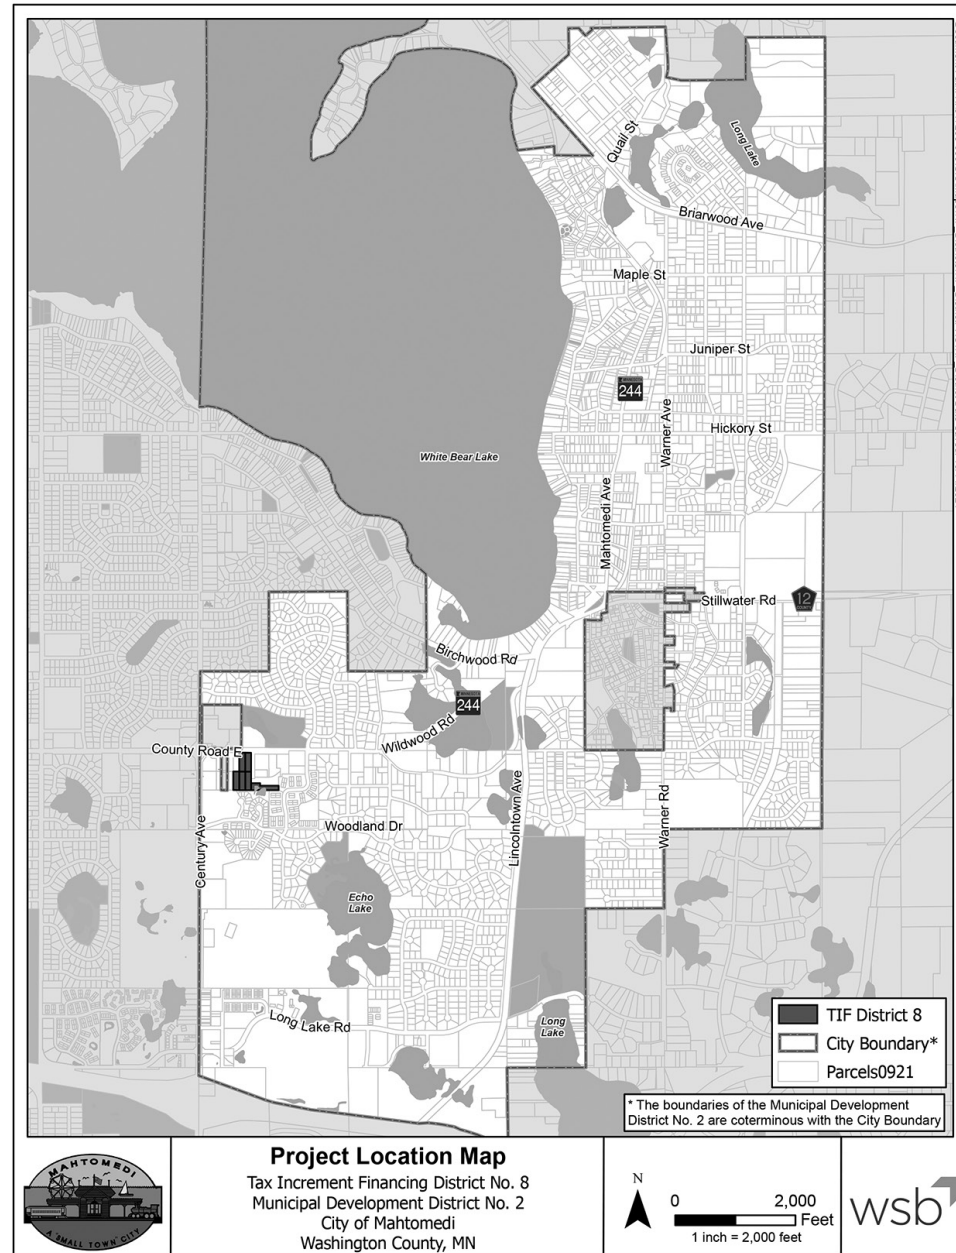 Quail St
Long Lake
Briarwood Ave
Maple St
Juniper St
244
Hickory St
Warner Ave
White Bear Lake
Mahtomedi Ave
Stillwater Rd
12
COUNTY
Birchwood Rd
244
Wildwood Rd
County Road E
Lincolntown Ave
Warner Rd
Woodland Dr
Century Ave
Echo
Lake
Long Lake Rd
Long
Lake
TIF District 8
City Boundary*
Parcels0921
* The boundaries of the Municipal Development
District No. 2 are coterminous with the City Boundary
MAHTOMEDI
A SMALL TOWN CITY
Project Location Map
Tax Increment Financing District No. 8
Municipal Development District No. 2
City of Mahtomedi
Washington County, MN
N
0 2,000
Feet
1 inch = 2,000 feet
wsb